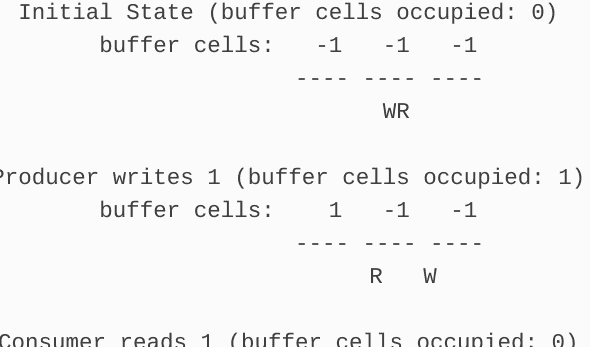 Initial State (buffer cells occupied: 0)
buffer cells:   -1   -1   -1
---- ---- ----
WR
Producer writes 1 (buffer cells occupied: 1)
buffer cells:    1   -1   -1
---- ---- ----
R   W
Consumer reads 1 (buffer cells occupied: 0)